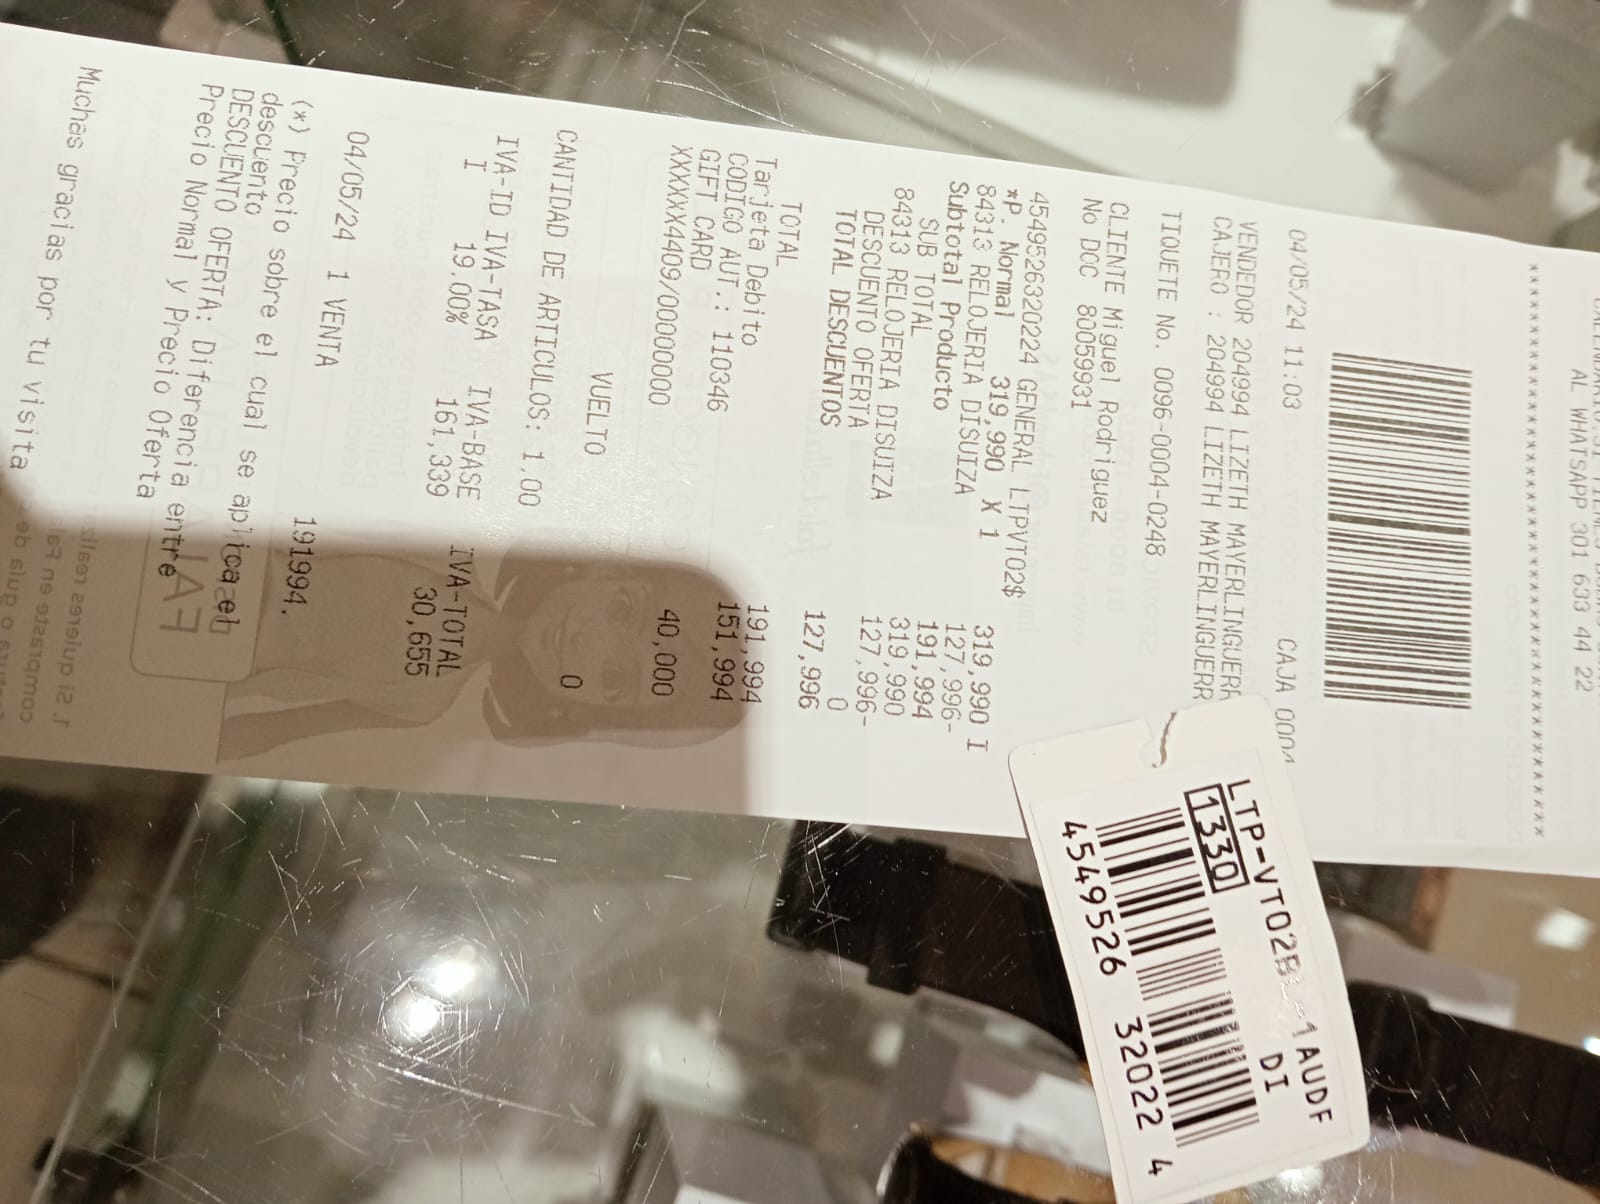 AL WHATSAPP 301 633 44 22
****************************************
04/05/24 11:03 CAJA 0004
VENDEDOR 204994 LIZETH MAYERLINGUERR
CAJERO : 204994 LIZETH MAYERLINGUERR
TIQUETE No. 0096-0004-0248
CLIENTE Miguel Rodriguez
No DOC 80059931
4549526320224 GENERAL LTPVT02$
*P. Normal 319,990 X 1 319,990 I
84313 RELOJERIA DISUIZA 127,996-
Subtotal Producto 191,994
SUB TOTAL 319,990
84313 RELOJERIA DISUIZA 127,996-
DESCUENTO OFERTA 0
TOTAL DESCUENTOS 127,996
TOTAL 191,994
Tarjeta Debito 151,994
CODIGO AUT.: 110346
GIFT CARD 40,000
XXXXXX4409/000000000
VUELTO 0
CANTIDAD DE ARTICULOS: 1.00
IVA-ID IVA-TASA IVA-BASE IVA-TOTAL
I 19.00% 161,339 30,655
04/05/24 1 VENTA 191994.
(*) Precio sobre el cual se aplica el
descuento
DESCUENTO OFERTA: Diferencia entre
Precio Normal y Precio Oferta
Muchas gracias por tu visita
LTP-VT02B -1AUDF
1330 DI
4549526 32022 4